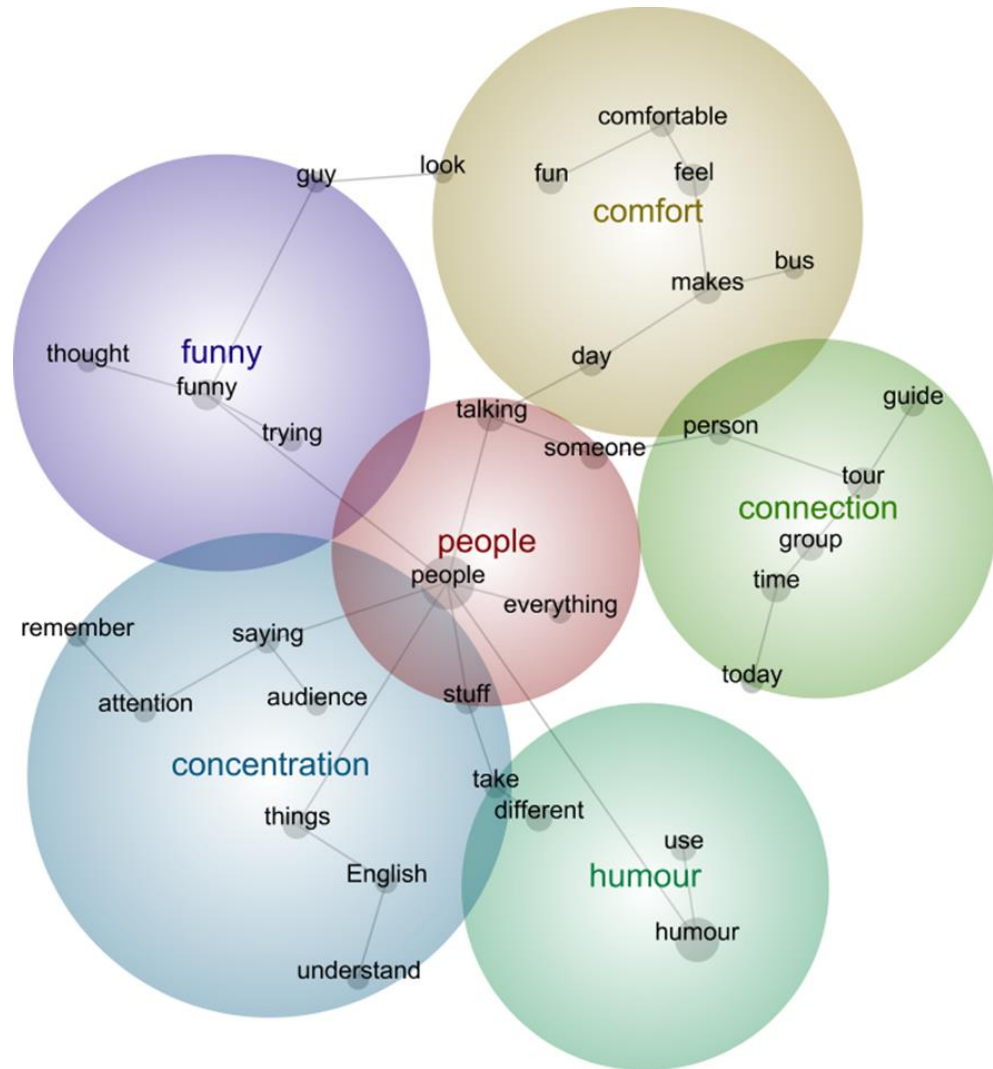 comfortable
look
fun
feel
guy
comfort
bus
makes
thought
funny
day
funny
guide
talking
person
trying
someone
tour
connection
people
group
people
time
everything
remember
saying
today
attention
audience
stuff
concentration
take
things
different
use
English
humour
humour
understand